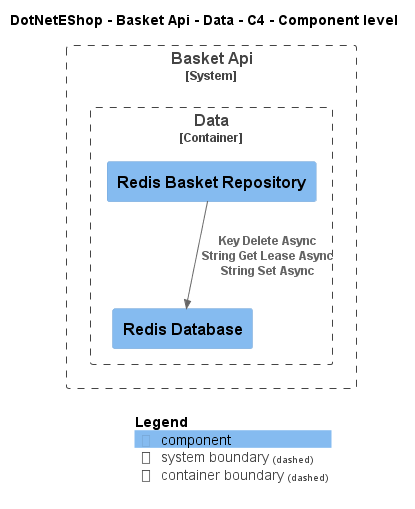 DotNetEShop - Basket Api - Data - C4 - Component level
Basket Api
[System]
Data
[Container]
Redis Basket Repository
Key Delete Async
String Get Lease Async
String Set Async
Redis Database
Legend
component
system boundary (dashed)
container boundary (dashed)